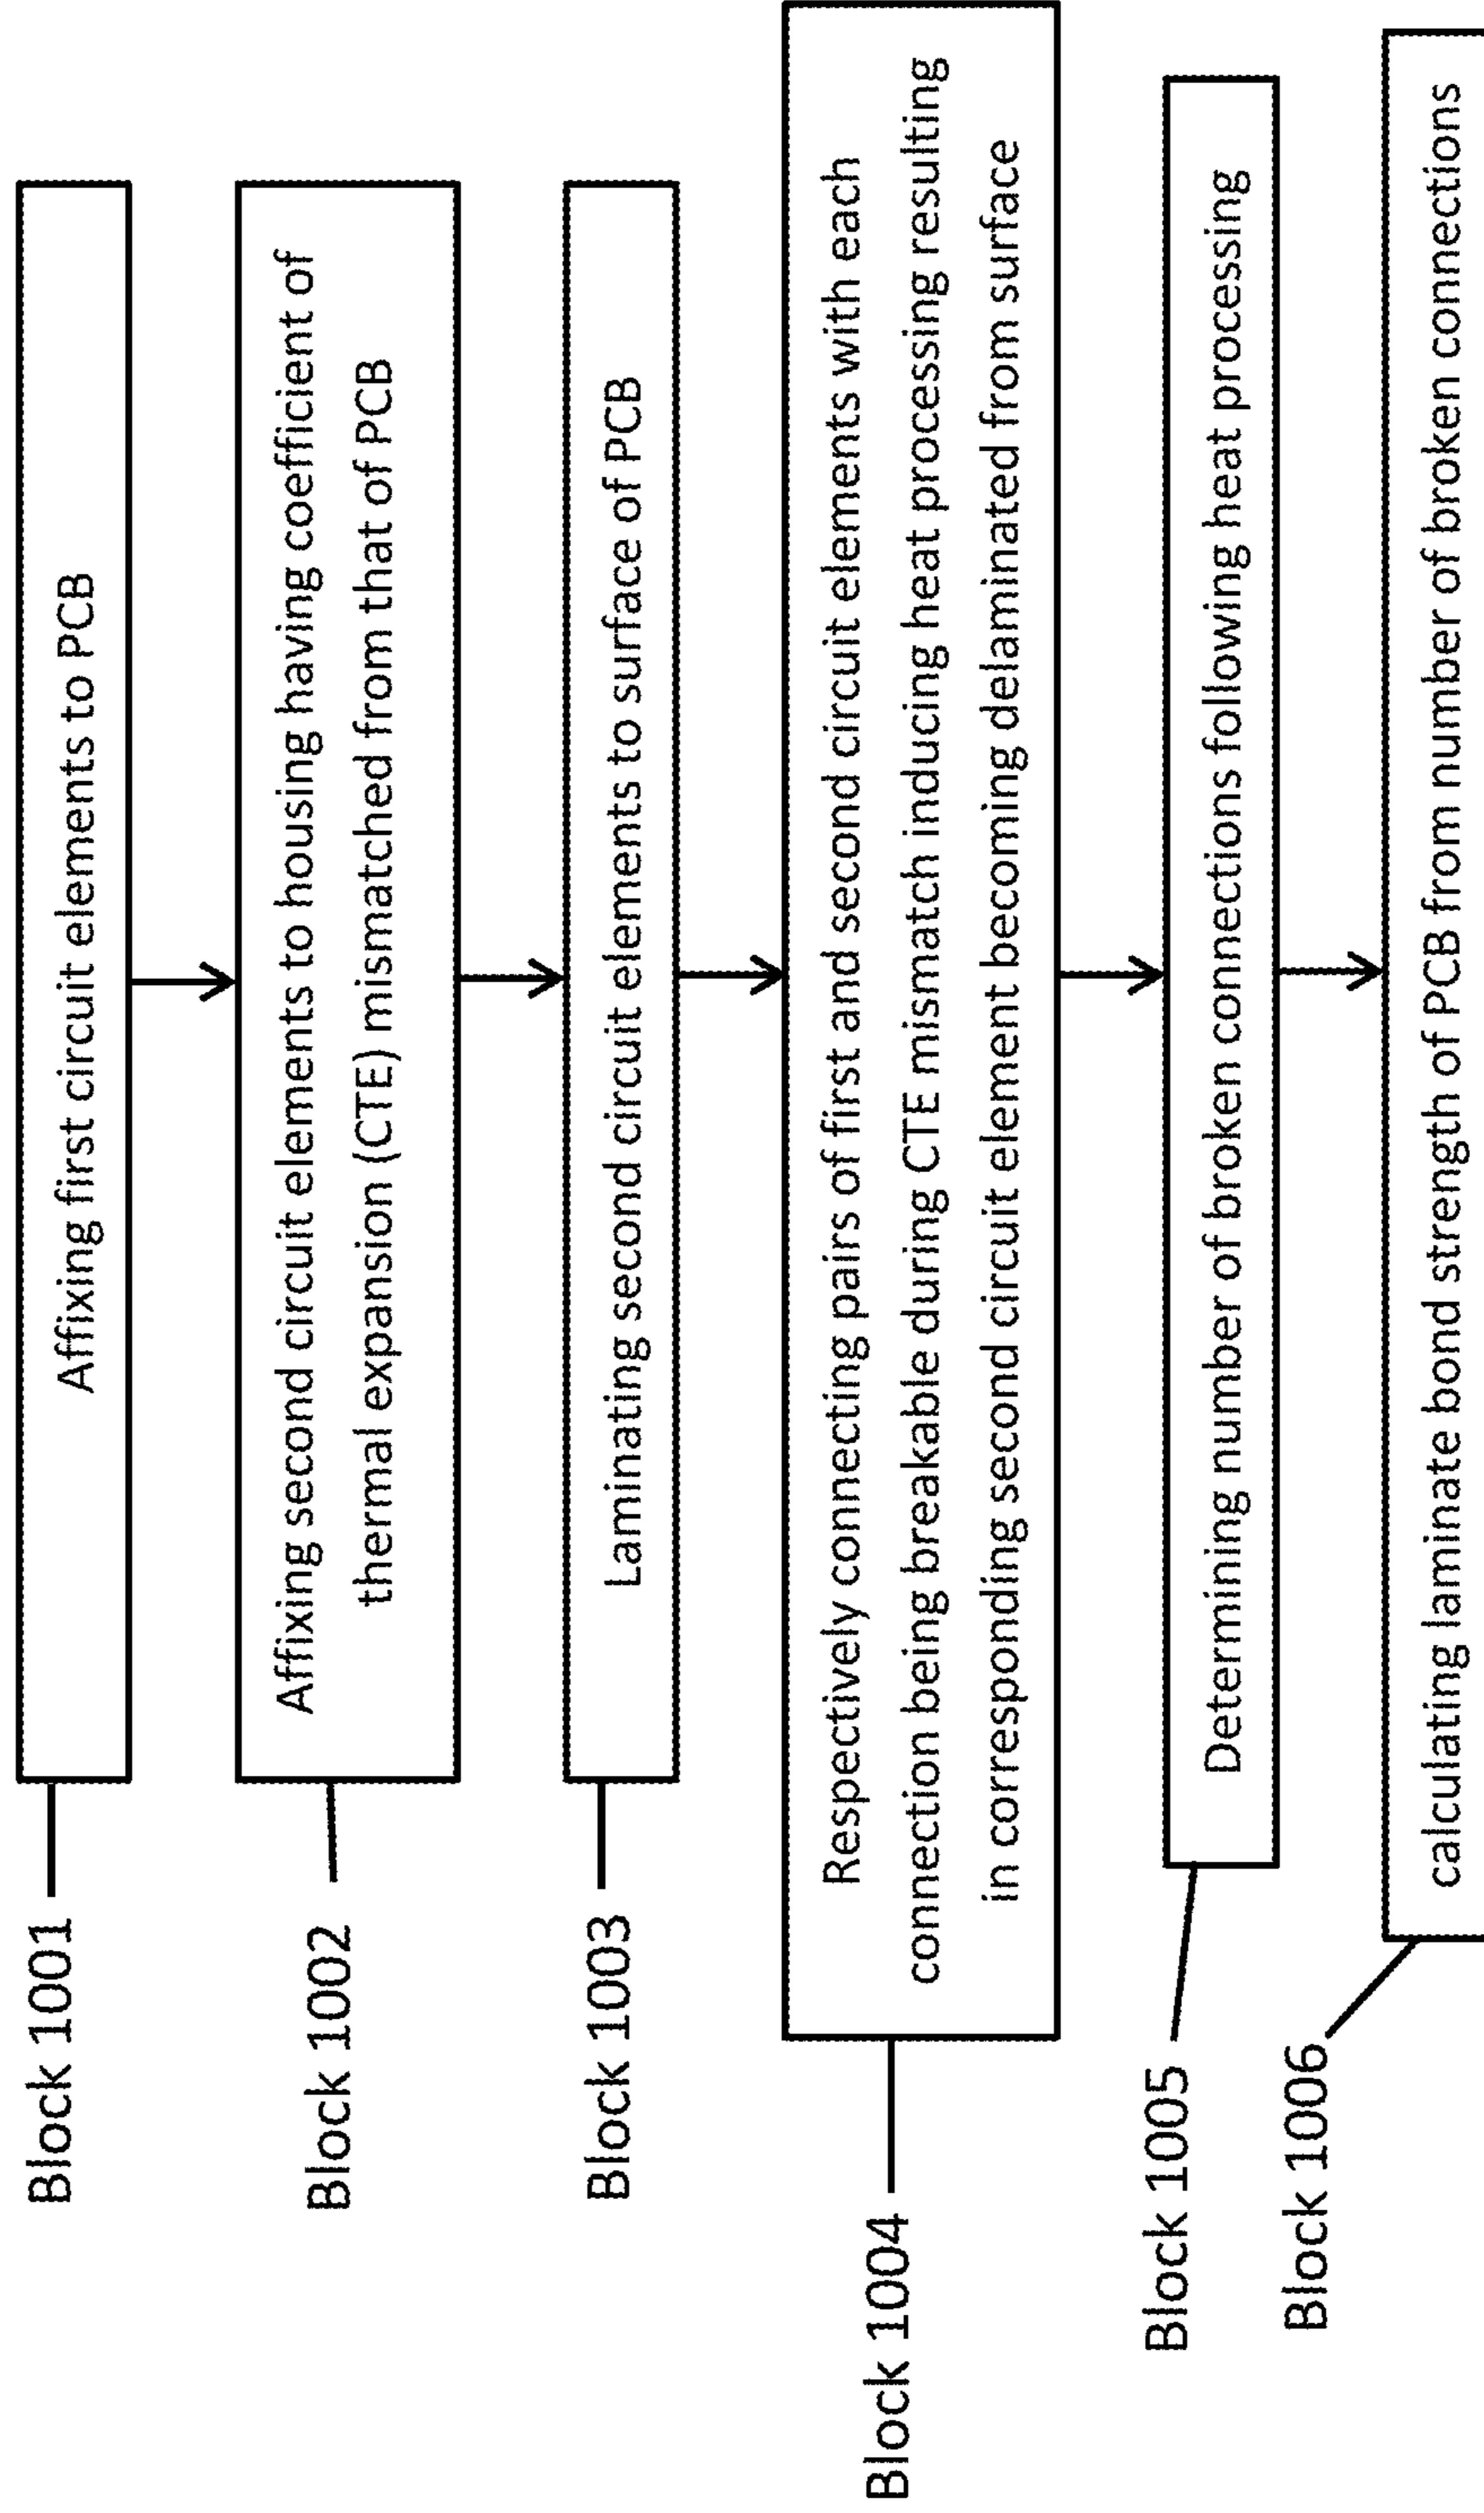 Block 1001
Affixing first circuit elements to PCB
Block 1002
Affixing second circuit elements to housing having coefficient of
thermal expansion (CTE) mismatched from that of PCB
Block 1003
Laminating second circuit elements to surface of PCB
Block 1004
Respectively connecting pairs of first and second circuit elements with each
connection being breakable during CTE mismatch inducing heat processing resulting
in corresponding second circuit element becoming delaminated from surface
Block 1005
Determining number of broken connections following heat processing
Block 1006
calculating laminate bond strength of PCB from number of broken connections